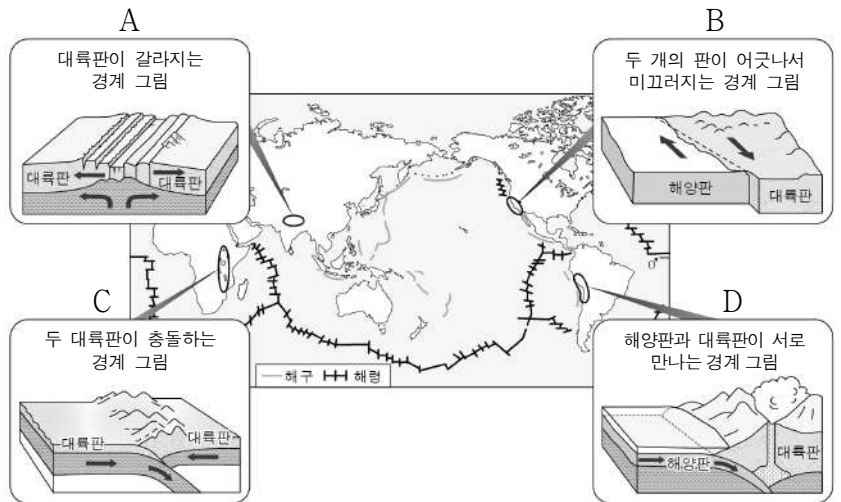 A
대륙판이 갈라지는
경계 그림
대륙판
대륙판
B
두 개의 판이 어긋나서
미끄러지는 경계 그림
해양판
대륙판
C
두 대륙판이 충돌하는
경계 그림
대륙판
대륙판
D
해양판과 대륙판이 서로
만나는 경계 그림
해양판
대륙판
해구 해령